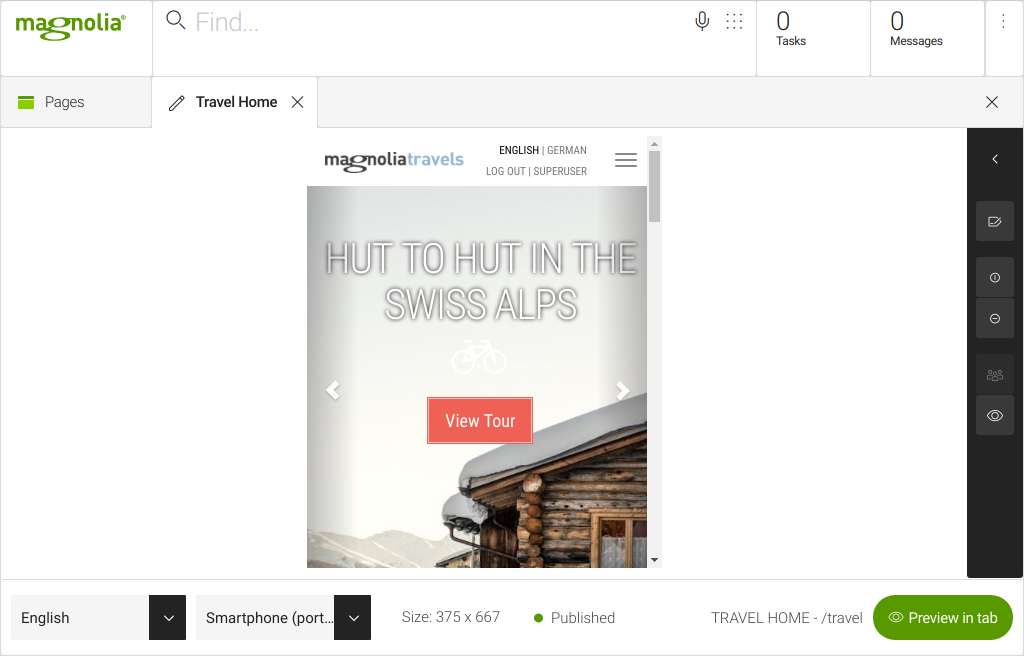 magnolia®
Find...
0
Tasks
0
Messages
Pages
Travel Home
magnoliatravels
ENGLISH | GERMAN
LOG OUT | SUPERUSER
HUT TO HUT IN THE
SWISS ALPS
View Tour
English
Smartphone (port...
Size: 375 x 667
Published
TRAVEL HOME - /travel
Preview in tab